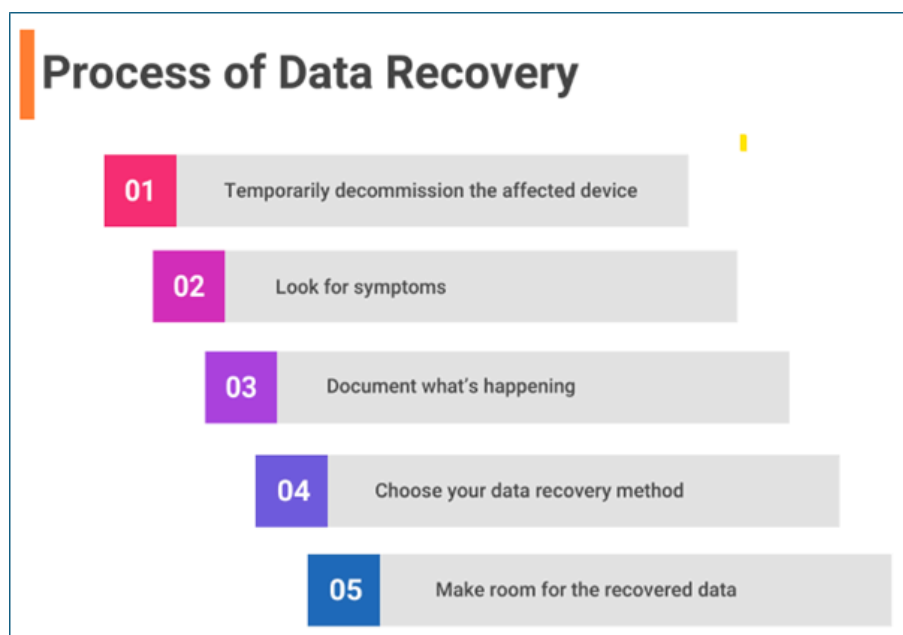 Process of Data Recovery
01 Temporarily decommission the affected device
02 Look for symptoms
03 Document what's happening
04 Choose your data recovery method
05 Make room for the recovered data